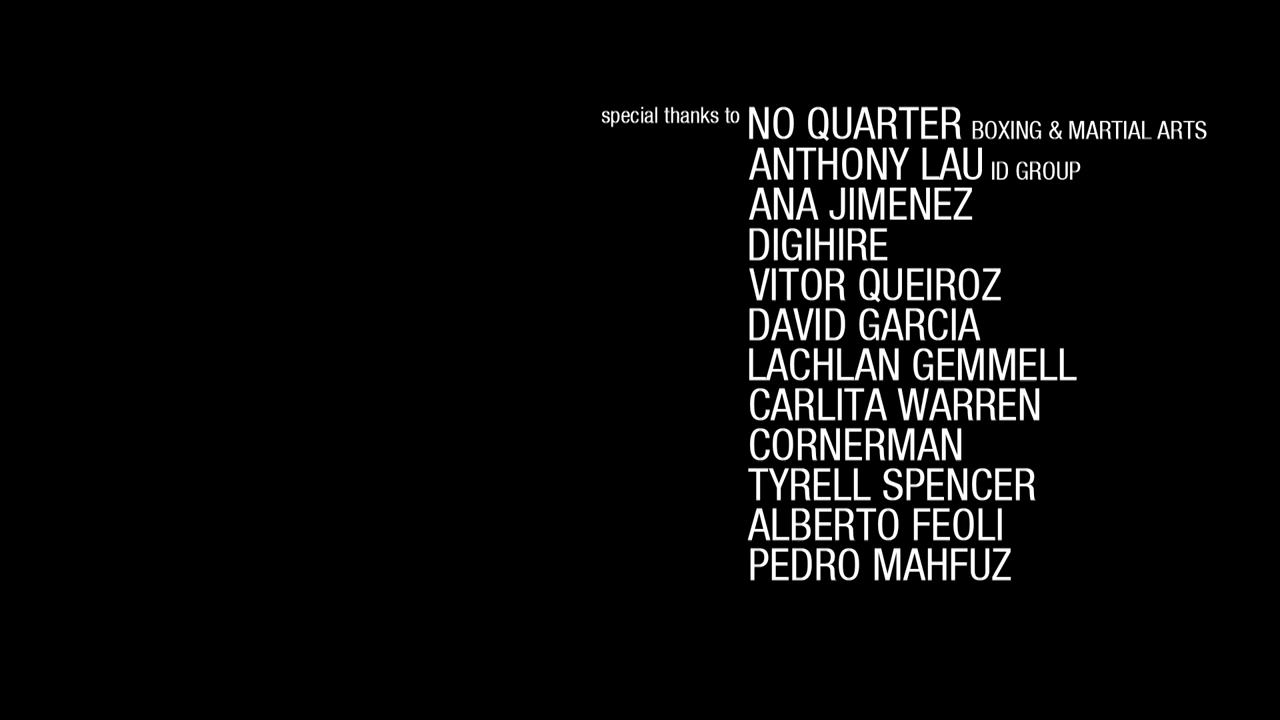 special thanks to NO QUARTER BOXING & MARTIAL ARTS
ANTHONY LAU ID GROUP
ANA JIMENEZ
DIGIHIRE
VITOR QUEIROZ
DAVID GARCIA
LACHLAN GEMMELL
CARLITA WARREN
CORNERMAN
TYRELL SPENCER
ALBERTO FEOLI
PEDRO MAHFUZ